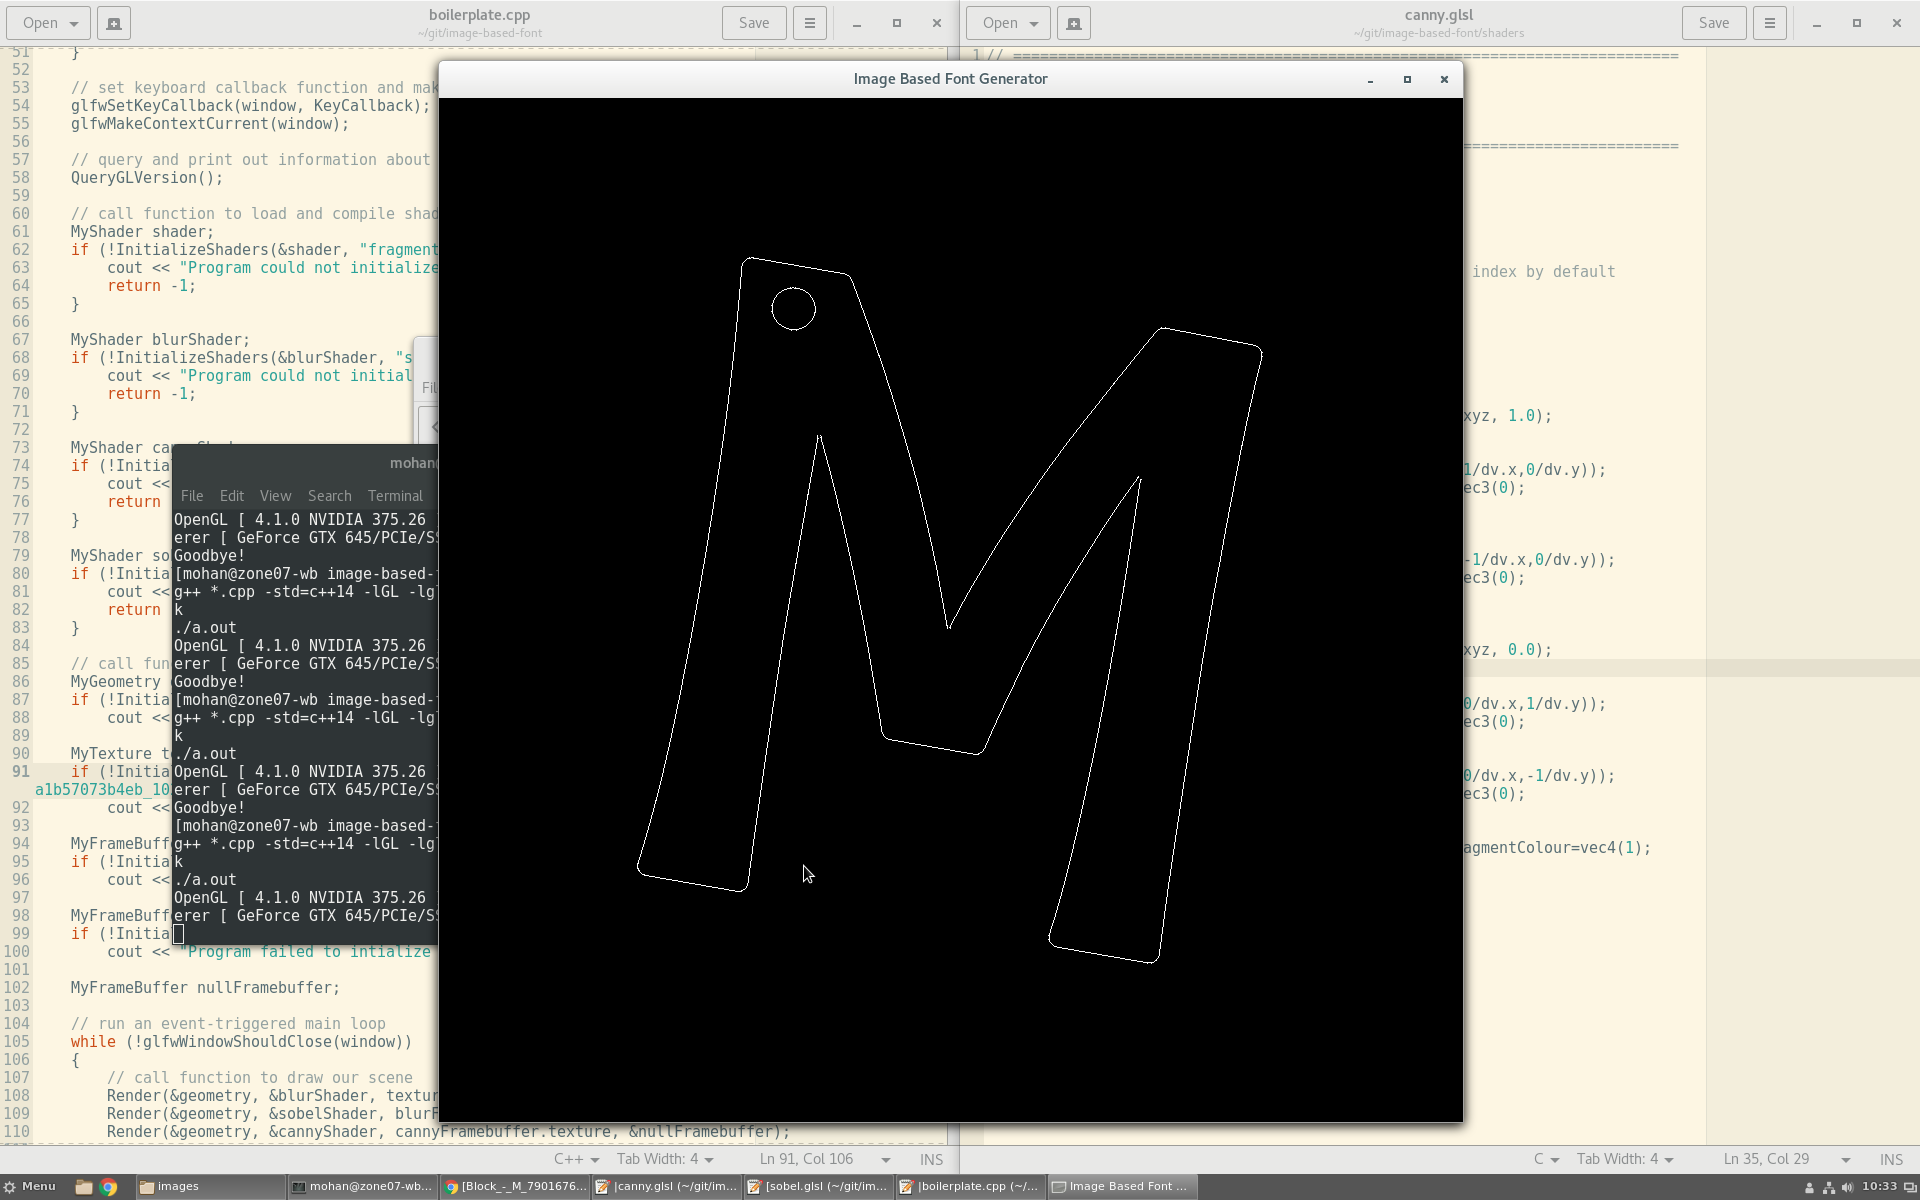 Open
boilerplate.cpp
~/git/image-based-font
Save
Open
canny.glsl
~/git/image-based-font/shaders
Save
51 }
52
53 // set keyboard callback function and mak
54 glfwSetKeyCallback(window, KeyCallback);
55 glfwMakeContextCurrent(window);
56
57 // query and print out information about
58 QueryGLVersion();
59
60 // call function to load and compile shad
61 MyShader shader;
62 if (!InitializeShaders(&shader, "fragment
63 cout << "Program could not initialize
64 return -1;
65 }
66
67 MyShader blurShader;
68 if (!InitializeShaders(&blurShader, "s
69 cout << "Program could not initial
70 return -1;
71 }
72
73 MyShader can
74 if (!Initia
75 cout <<
76 return
77 }
78
79 MyShader so
80 if (!Initia
81 cout <<
82 return
83 }
84
85 // call fun
86 MyGeometry
87 if (!Initia
88 cout <<
89
90 MyTexture te
91 if (!Initia
a1b57073b4eb_10
92 cout <<
93
94 MyFrameBuff
95 if (!Initia
96 cout <<
97
98 MyFrameBuff
99 if (!Initia
100 cout << "Program failed to intialize
101
102 MyFrameBuffer nullFramebuffer;
103
104 // run an event-triggered main loop
105 while (!glfwWindowShouldClose(window))
106 {
107 // call function to draw our scene
108 Render(&geometry, &blurShader, textur
109 Render(&geometry, &sobelShader, blurF
110 Render(&geometry, &cannyShader, cannyFramebuffer.texture, &nullFramebuffer);
Fil
mohan@
File Edit View Search Terminal
OpenGL [ 4.1.0 NVIDIA 375.26
erer [ GeForce GTX 645/PCIe/SS
Goodbye!
[mohan@zone07-wb image-based-
g++ *.cpp -std=c++14 -lGL -lg
k
./a.out
OpenGL [ 4.1.0 NVIDIA 375.26
erer [ GeForce GTX 645/PCIe/SS
Goodbye!
[mohan@zone07-wb image-based-
g++ *.cpp -std=c++14 -lGL -lg
k
./a.out
OpenGL [ 4.1.0 NVIDIA 375.26
erer [ GeForce GTX 645/PCIe/SS
Goodbye!
[mohan@zone07-wb image-based-
g++ *.cpp -std=c++14 -lGL -lg
k
./a.out
OpenGL [ 4.1.0 NVIDIA 375.26
erer [ GeForce GTX 645/PCIe/SS
Image Based Font Generator
M
1 // ==========================================================================
==========================
index by default
xyz, 1.0);
1/dv.x,0/dv.y));
ec3(0);
-1/dv.x,0/dv.y));
ec3(0);
xyz, 0.0);
0/dv.x,1/dv.y));
ec3(0);
0/dv.x,-1/dv.y));
ec3(0);
agmentColour=vec4(1);
C++ Tab Width: 4 Ln 91, Col 106 INS
C Tab Width: 4 Ln 35, Col 29 INS
Menu images mohan@zone07-wb... [Block_-_M_7901676... [canny.glsl (~/git/im... [sobel.glsl (~/git/im... [boilerplate.cpp (~/... Image Based Font ... 10:33